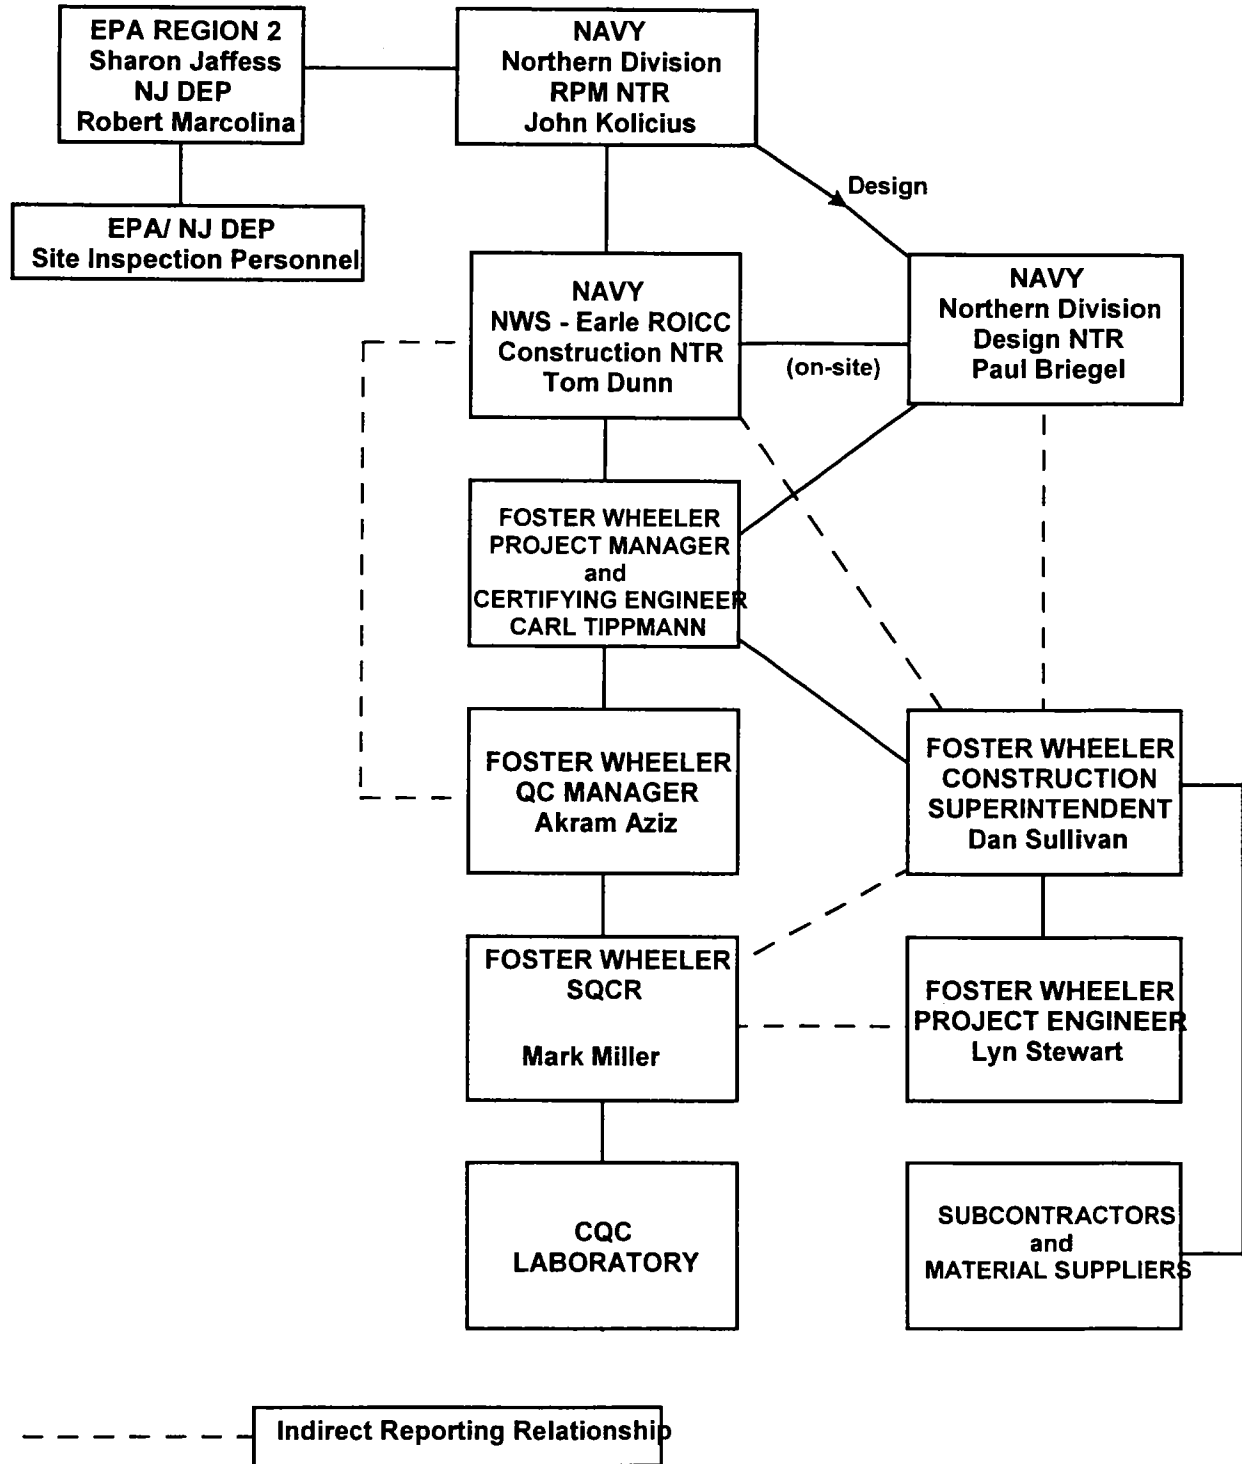 EPA REGION 2
Sharon Jaffess
NJ DEP
Robert Marcolina
NAVY
Northern Division
RPM NTR
John Kolicius
Design
EPA/ NJ DEP
Site Inspection Personnel
NAVY
NWS - Earle ROICC
Construction NTR
Tom Dunn
(on-site)
NAVY
Northern Division
Design NTR
Paul Briegel
FOSTER WHEELER
PROJECT MANAGER
and
CERTIFYING ENGINEER
CARL TIPPMANN
FOSTER WHEELER
QC MANAGER
Akram Aziz
FOSTER WHEELER
CONSTRUCTION
SUPERINTENDENT
Dan Sullivan
FOSTER WHEELER
SQCR
Mark Miller
FOSTER WHEELER
PROJECT ENGINEER
Lyn Stewart
CQC
LABORATORY
SUBCONTRACTORS
and
MATERIAL SUPPLIERS
Indirect Reporting Relationship